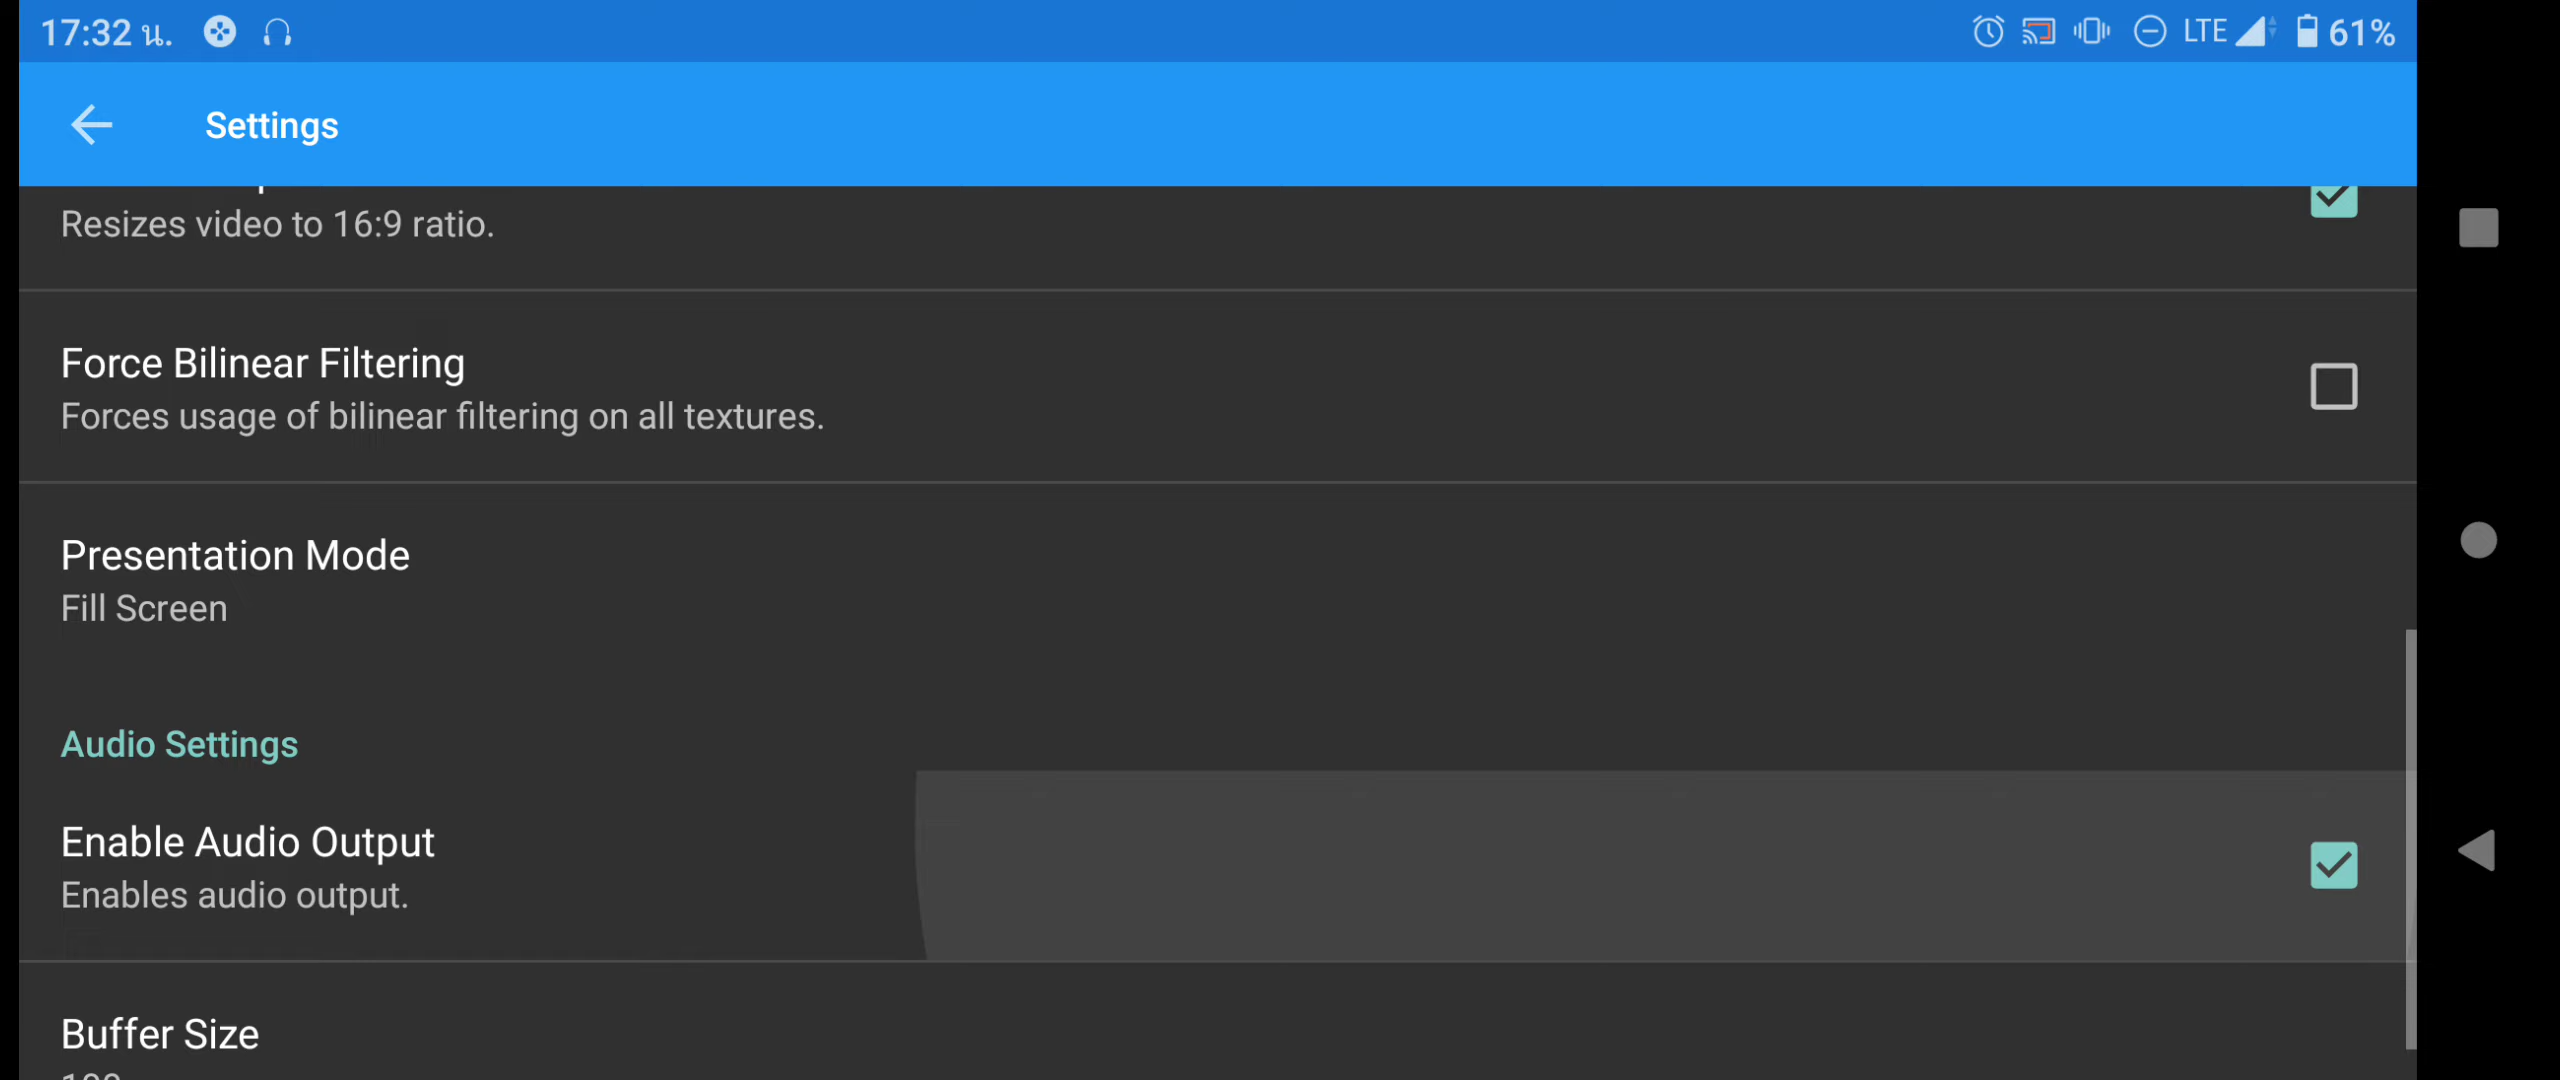 17:32 น.
LTE
61%
Settings
Resizes video to 16:9 ratio.
Force Bilinear Filtering
Forces usage of bilinear filtering on all textures.
Presentation Mode
Fill Screen
Audio Settings
Enable Audio Output
Enables audio output.
Buffer Size